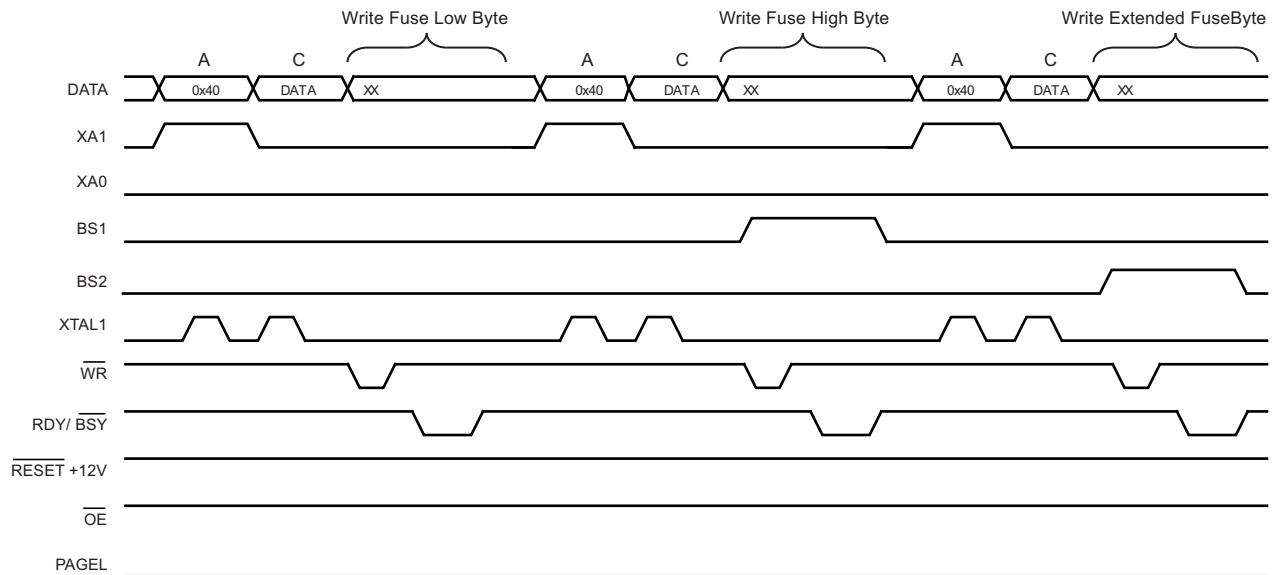 Write Fuse Low Byte Write Fuse High Byte Write Extended FuseByte
A C A C A C
DATA 0x40 DATA XX 0x40 DATA XX 0x40 DATA XX
XA1
XA0
BS1
BS2
XTAL1
WR
RDY/ BSY
RESET +12V
OE
PAGEL